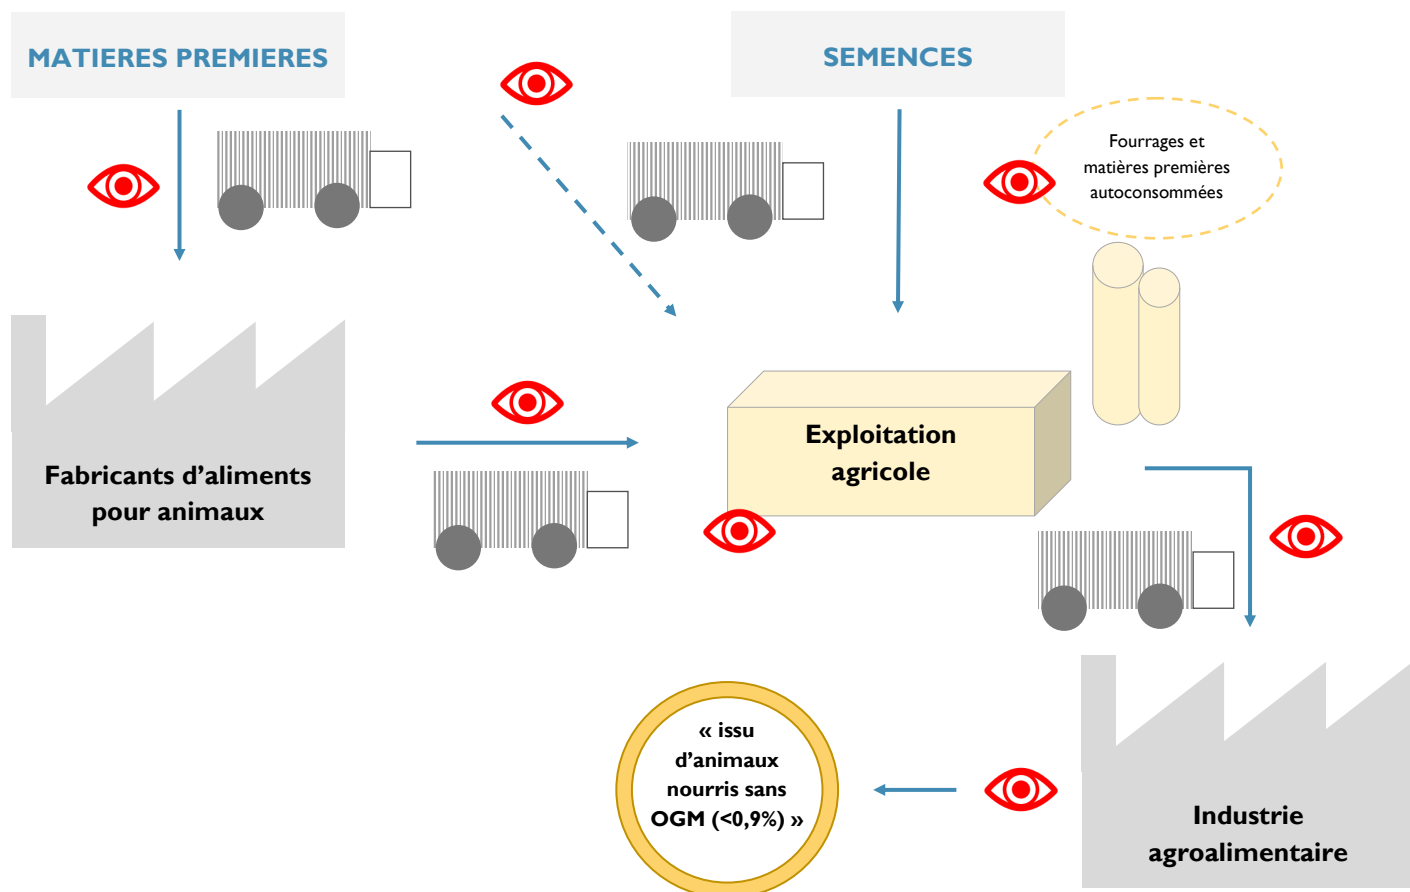 MATIERES PREMIERES
SEMENCES
Fourrages et
matières premières
autoconsommées
Exploitation
agricole
Fabricants d’aliments
pour animaux
« issu
d’animaux
nourris sans
OGM (<0,9%) »
Industrie
agroalimentaire